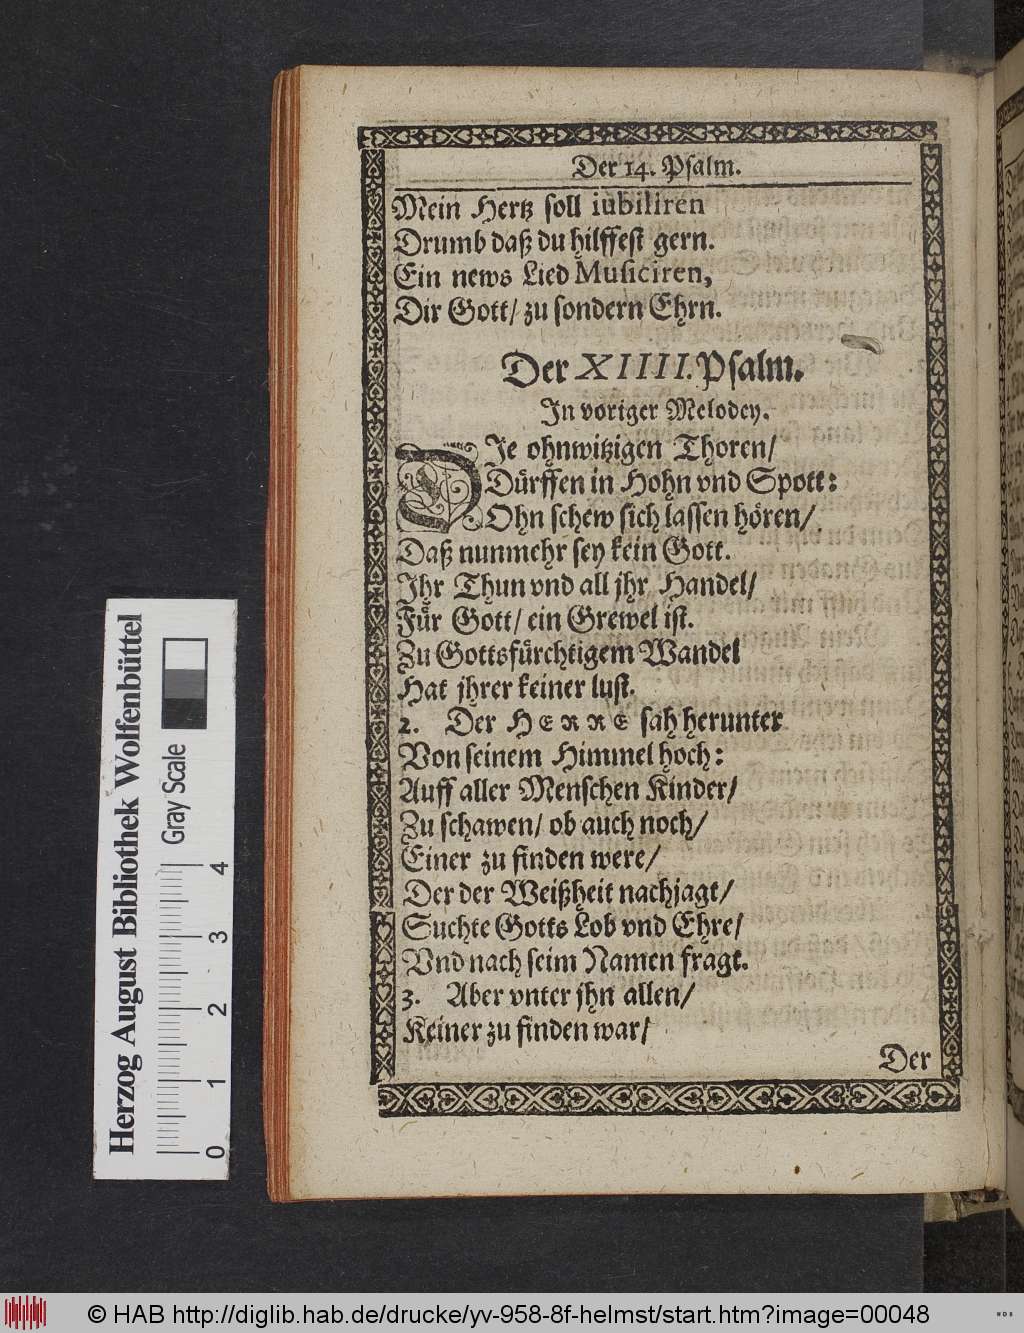 Der 14. Psalm.
Mein Hertz soll iubiliren
Drumb daß du hilffest gern.
Ein news Lied Musiciren,
Dir Gott/ zu sondern Ehrn.
Der XIIII. Psalm.
In voriger Melodey.
DIe ohnwitzigen Thoren/
Dürffen in Hohn vnd Spott:
Ohn schew sich lassen hören/
Daß nunmehr sey kein Gott.
Ihr Thun vnd all jhr Handel/
Für Gott/ ein Grewel ist.
Zu Gottsfürchtigem Wandel
Hat jhrer keiner lust.
2. Der HERRE sah herunter
Von seinem Himmel hoch:
Auff aller Menschen Kinder/
Zu schawen/ ob auch noch/
Einer zu finden were/
Der der Weißheit nachjagt/
Suchte Gotts Lob vnd Ehre/
Vnd nach seim Namen fragt.
3. Aber vnter jhn allen/
Keiner zu finden war/
Der
Herzog August Bibliothek Wolfenbüttel
Gray Scale
0 1 2 3 4
© HAB http://diglib.hab.de/drucke/yv-958-8f-helmst/start.htm?image=00048